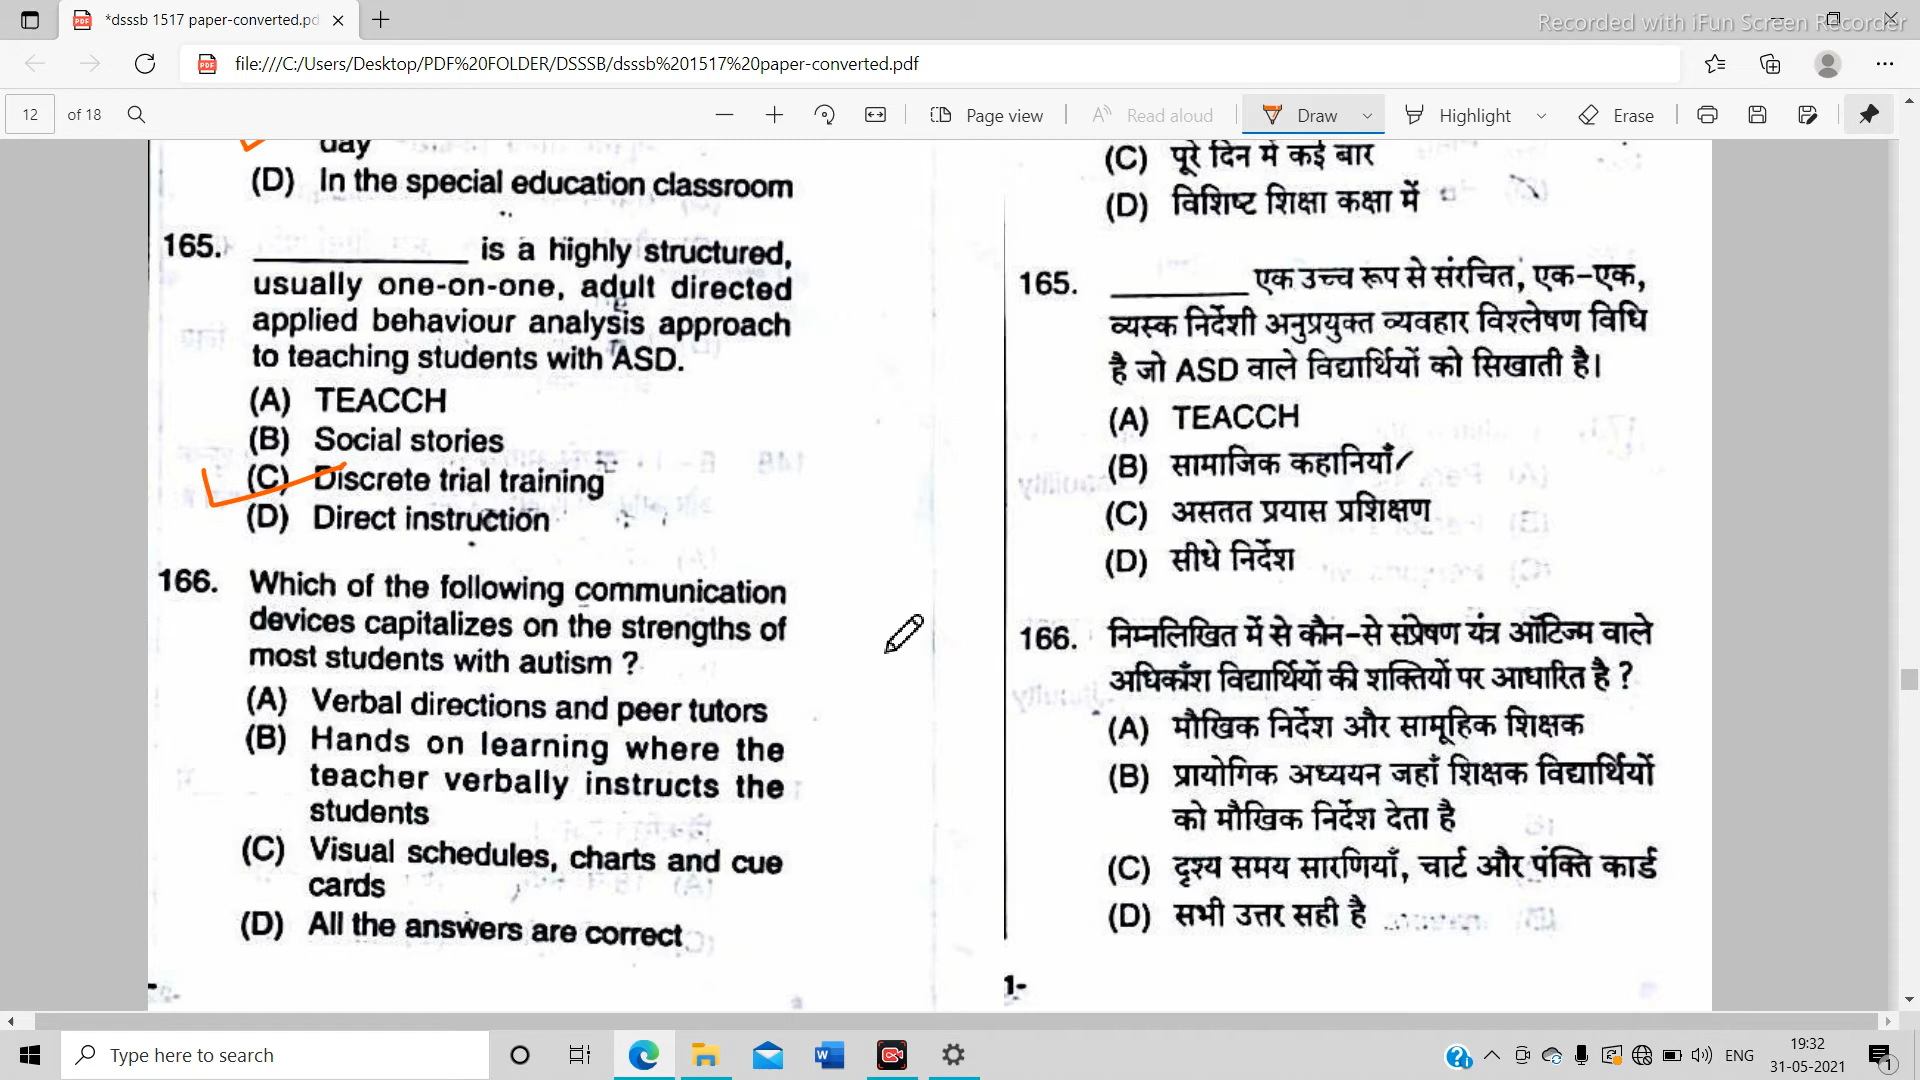 *dsssb 1517 paper-converted.pd
Recorded with iFun Screen Recorder
file:///C:/Users/Desktop/PDF%20FOLDER/DSSSB/dsssb%201517%20paper-converted.pdf
12 of 18
Page view
Read aloud
Draw
Highlight
Erase
day
(D) In the special education classroom
165. ____________ is a highly structured,
usually one-on-one, adult directed
applied behaviour analysis approach
to teaching students with ASD.
(A) TEACCH
(B) Social stories
(C) Discrete trial training
(D) Direct instruction
166. Which of the following communication
devices capitalizes on the strengths of
most students with autism ?
(A) Verbal directions and peer tutors
(B) Hands on learning where the
teacher verbally instructs the
students
(C) Visual schedules, charts and cue
cards
(D) All the answers are correct
(C) पूरे दिन में कई बार
(D) विशिष्ट शिक्षा कक्षा में
165. ________ एक उच्च रूप से संरचित, एक-एक,
व्यस्क निर्देशी अनुप्रयुक्त व्यवहार विश्लेषण विधि
है जो ASD वाले विद्यार्थियों को सिखाती है।
(A) TEACCH
(B) सामाजिक कहानियाँ
(C) असतत प्रयास प्रशिक्षण
(D) सीधे निर्देश
166. निम्नलिखित में से कौन-से संप्रेषण यंत्र ऑटिज्म वाले
अधिकाँश विद्यार्थियों की शक्तियों पर आधारित है ?
(A) मौखिक निर्देश और सामूहिक शिक्षक
(B) प्रायोगिक अध्ययन जहाँ शिक्षक विद्यार्थियों
को मौखिक निर्देश देता है
(C) दृश्य समय सारणियाँ, चार्ट और पंक्ति कार्ड
(D) सभी उत्तर सही है
1-
Type here to search
ENG
19:32
31-05-2021
1